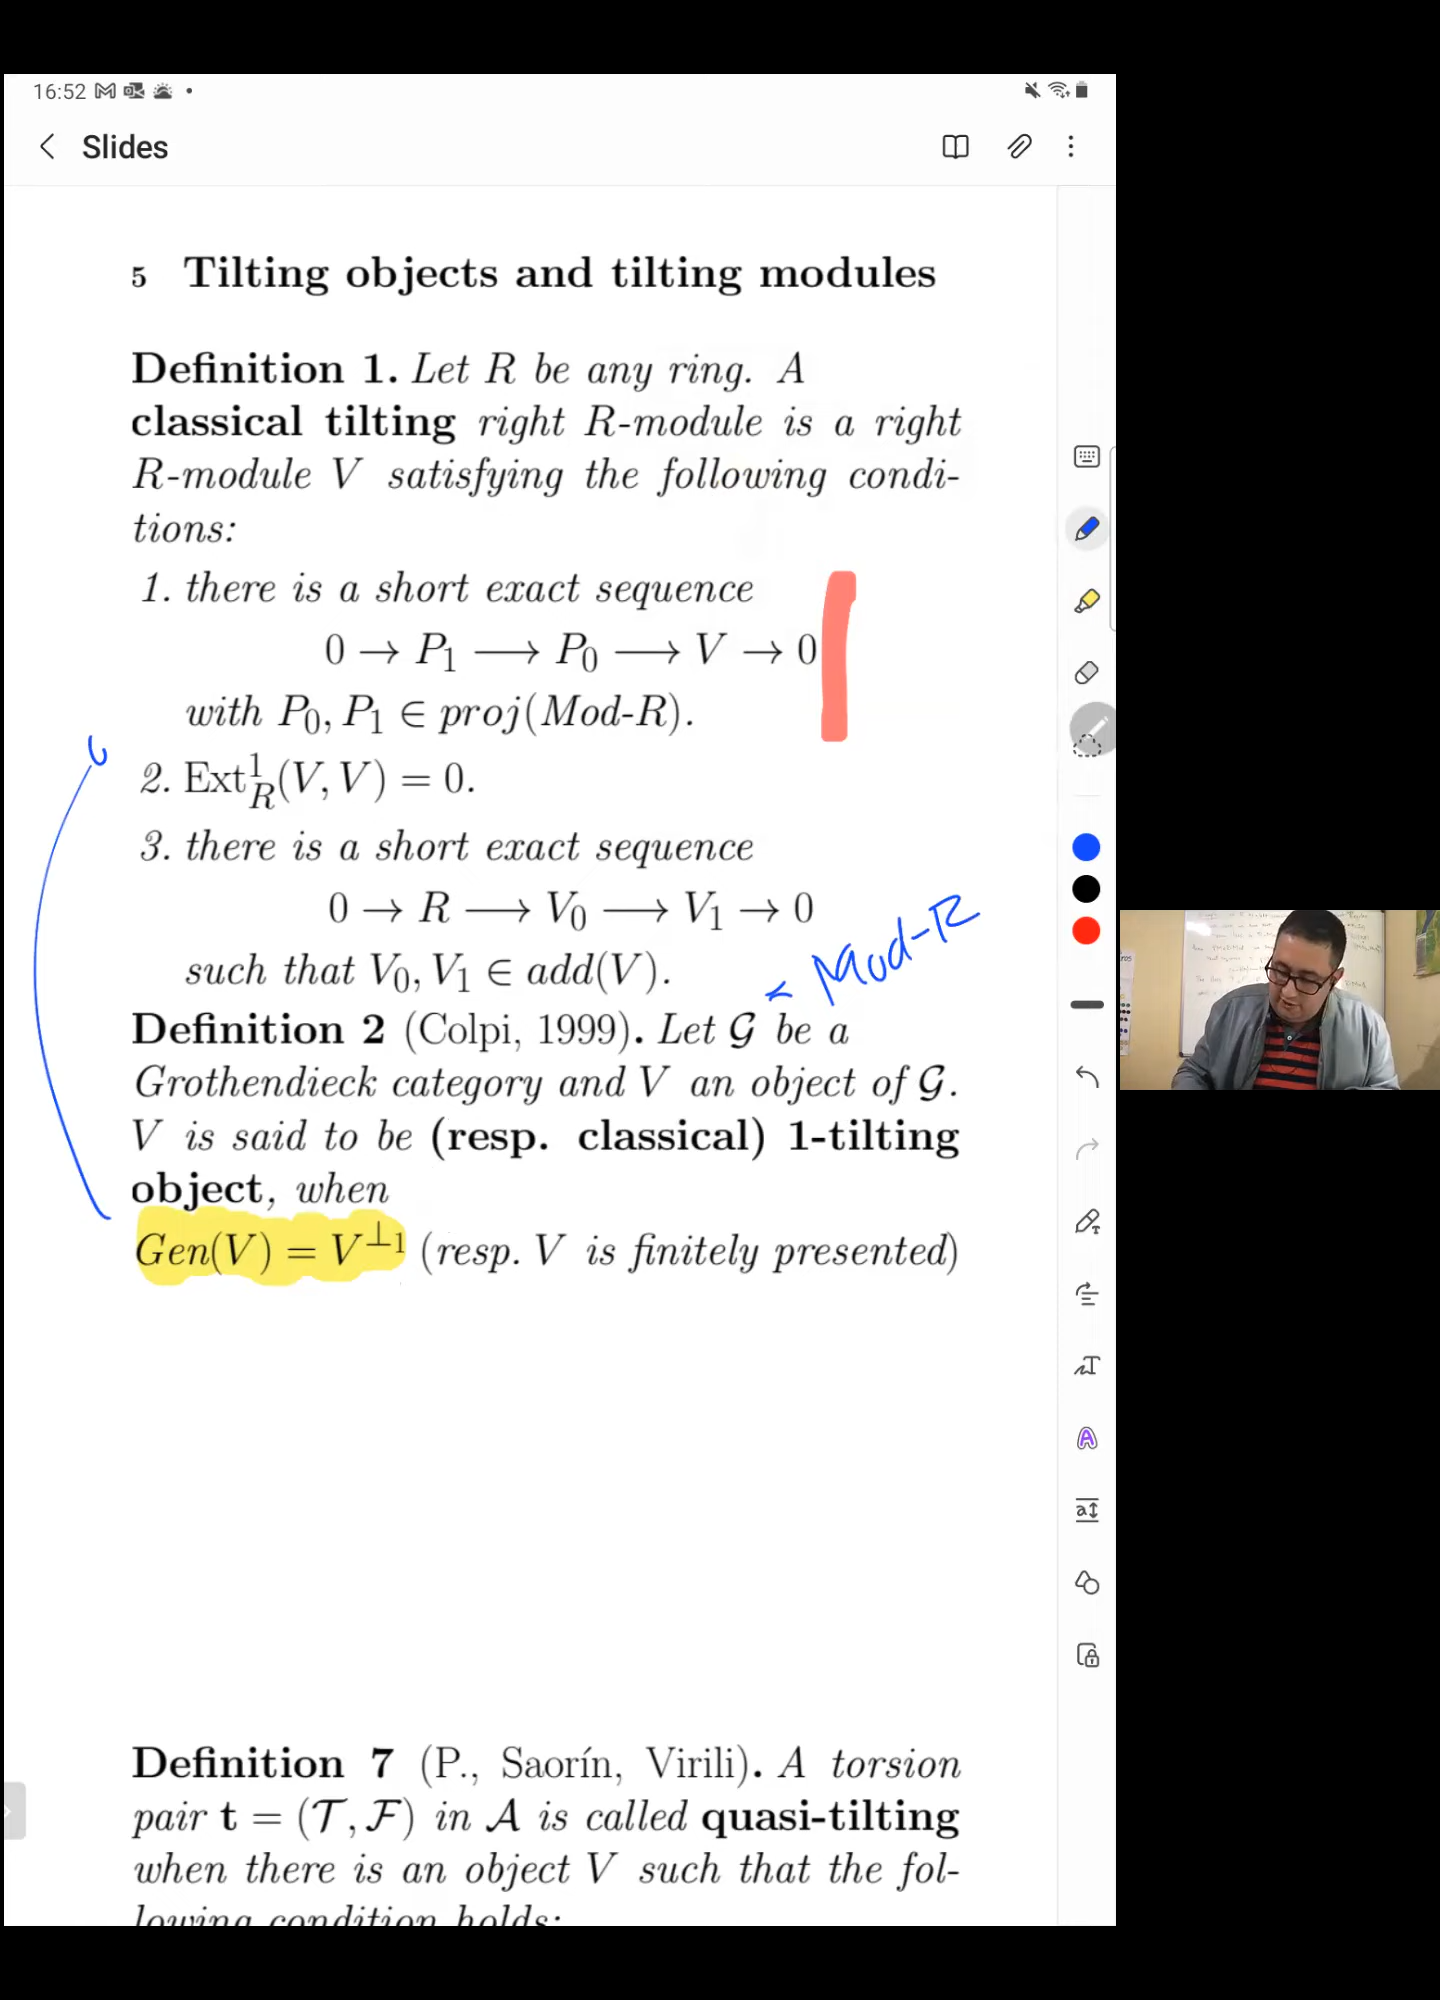 16:52
Slides
5 Tilting objects and tilting modules
Definition 1. Let R be any ring. A
classical tilting right R-module is a right
R-module V satisfying the following condi-
tions:
1. there is a short exact sequence
0 → P₁ ⟶ P₀ ⟶ V → 0
with P₀, P₁ ∈ proj(Mod-R).
2. Ext¹_R(V, V) = 0.
3. there is a short exact sequence
0 → R ⟶ V₀ ⟶ V₁ → 0
such that V₀, V₁ ∈ add(V).
Mod-R
Definition 2 (Colpi, 1999). Let 𝒢 be a
Grothendieck category and V an object of 𝒢.
V is said to be (resp. classical) 1-tilting
object, when
Gen(V) = V^⊥₁ (resp. V is finitely presented)
Definition 7 (P., Saorín, Virili). A torsion
pair t = (𝒯, ℱ) in 𝒜 is called quasi-tilting
when there is an object V such that the fol-
lowing condition holds: